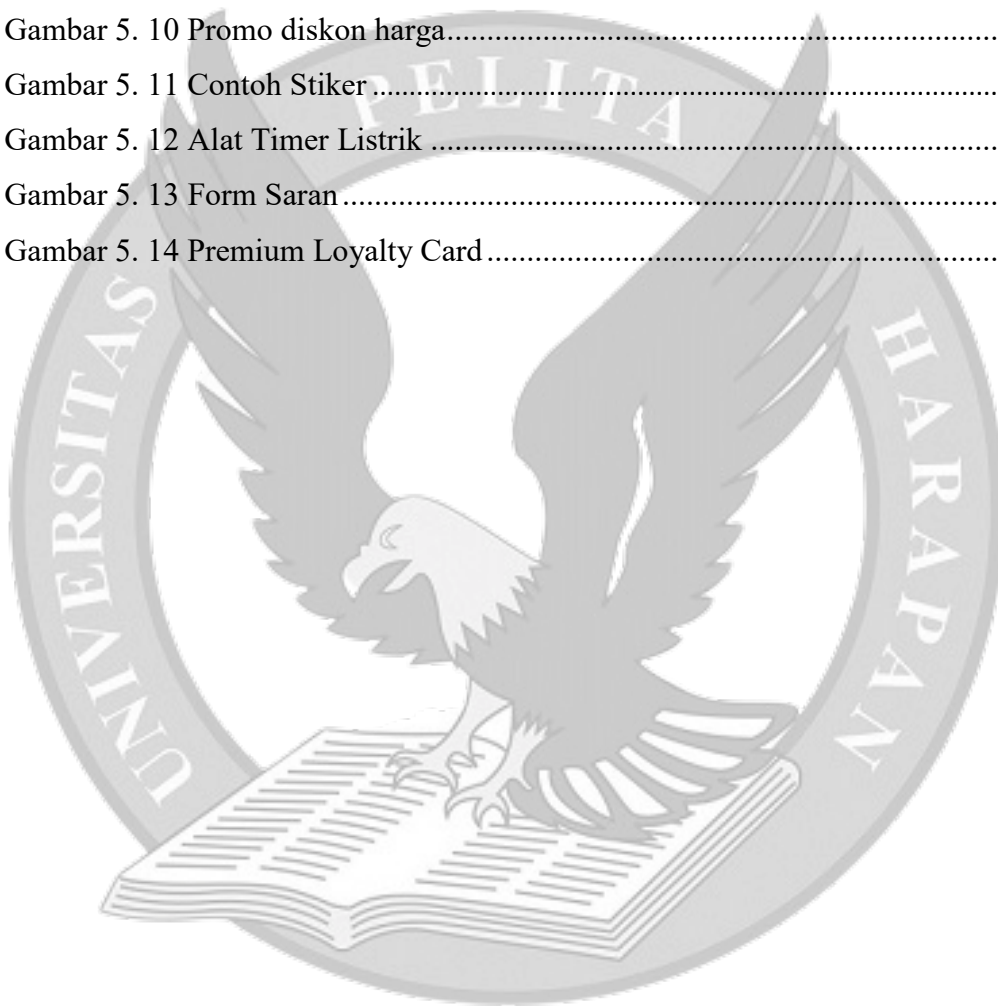 Gambar 5. 10 Promo diskon harga..........................................................................
Gambar 5. 11 Contoh Stiker...................................................................................
Gambar 5. 12 Alat Timer Listrik............................................................................
Gambar 5. 13 Form Saran.......................................................................................
Gambar 5. 14 Premium Loyalty Card.....................................................................
UNIVERSITAS PELITA HARAPAN